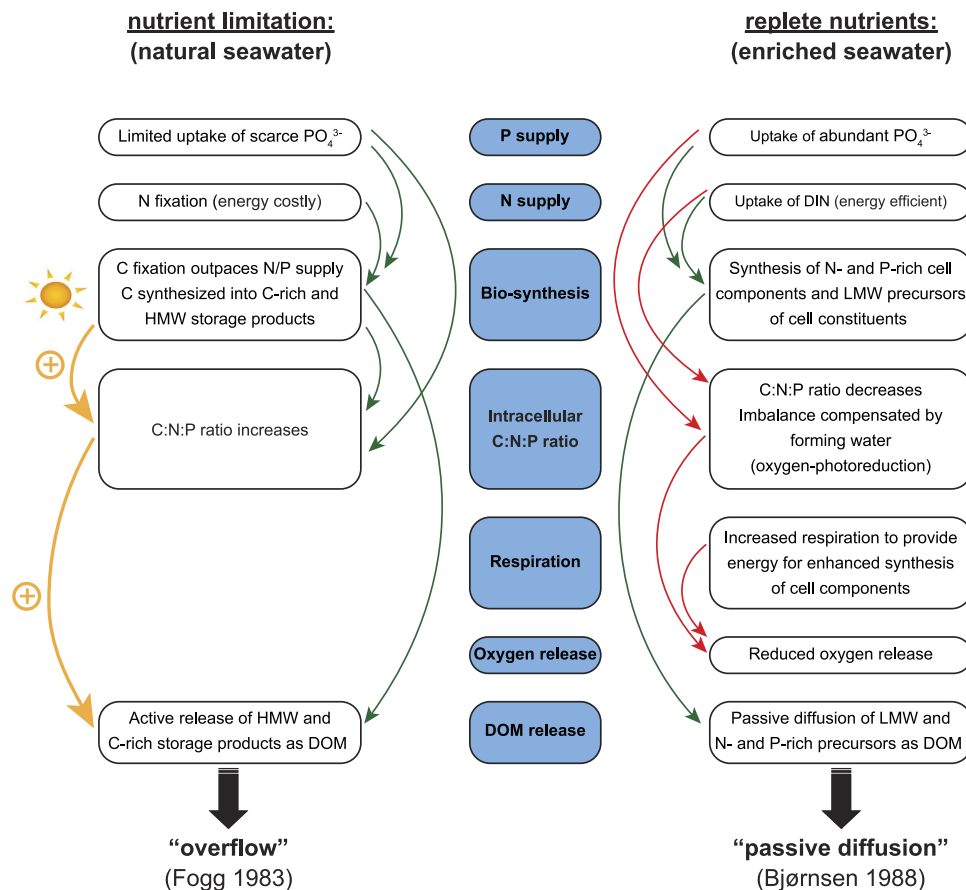 nutrient limitation:
(natural seawater)
replete nutrients:
(enriched seawater)
Limited uptake of scarce PO₄³⁻
P supply
Uptake of abundant PO₄³⁻
N fixation (energy costly)
N supply
Uptake of DIN (energy efficient)
C fixation outpaces N/P supply
C synthesized into C-rich and
HMW storage products
Bio-synthesis
Synthesis of N- and P-rich cell
components and LMW precursors
of cell constituents
C:N:P ratio increases
Intracellular
C:N:P ratio
C:N:P ratio decreases
Imbalance compensated by
forming water
(oxygen-photoreduction)
Respiration
Increased respiration to provide
energy for enhanced synthesis
of cell components
Oxygen release
Reduced oxygen release
Active release of HMW and
C-rich storage products as DOM
DOM release
Passive diffusion of LMW and
N- and P-rich precursors as DOM
“overflow”
(Fogg 1983)
“passive diffusion”
(Bjørnsen 1988)